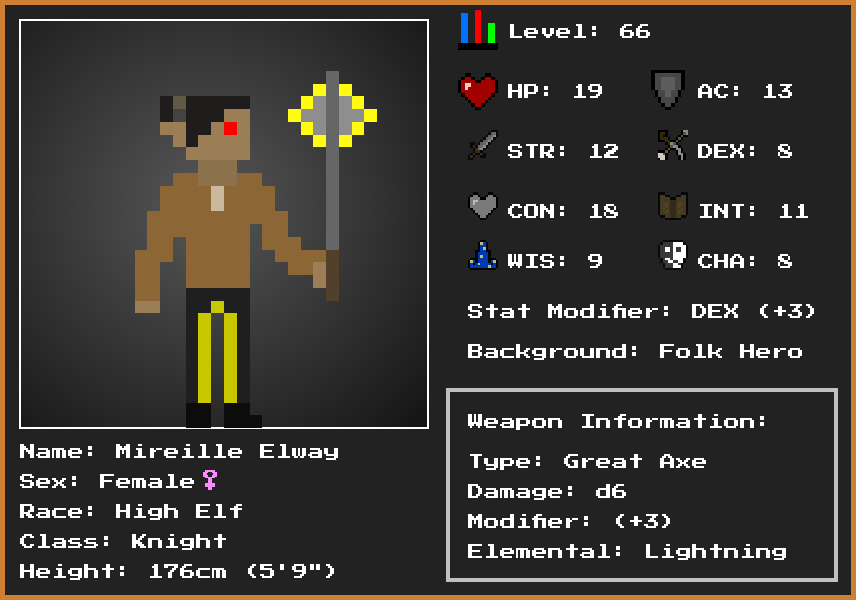 Level: 66
HP: 19
AC: 13
STR: 12
DEX: 8
CON: 18
INT: 11
WIS: 9
CHA: 8
Stat Modifier: DEX (+3)
Background: Folk Hero
Weapon Information:
Type: Great Axe
Damage: d6
Modifier: (+3)
Elemental: Lightning
Name: Mireille Elway
Sex: Female♀
Race: High Elf
Class: Knight
Height: 176cm (5'9")